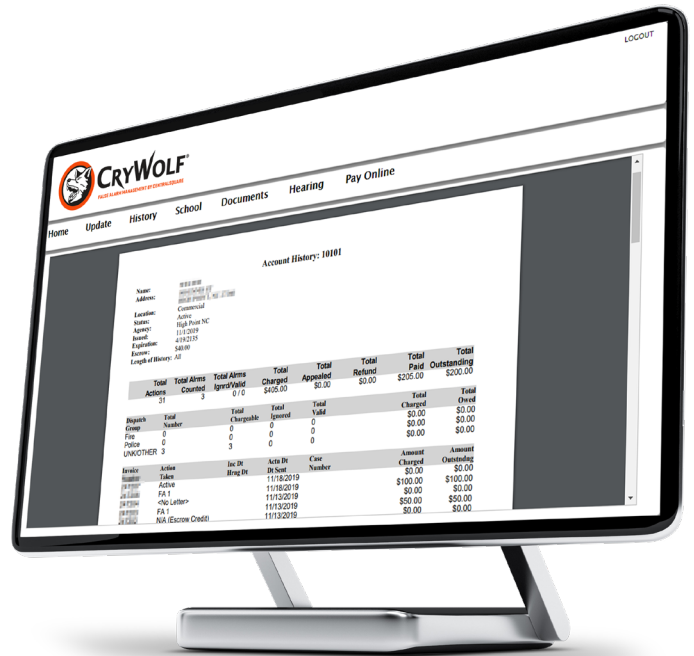 LOGOUT
CRYWOLF®
FALSE ALARM MANAGEMENT BY CENTRALSQUARE
Home Update History School Documents Hearing Pay Online
Account History: 10101
Name:
Address:
Location: Commercial
Status: Active
Agency: High Point NC
Issued: 11/1/2019
Expiration: 4/19/2135
Escrow: $40.00
Length of History: All
Total Actions Total Alrms Counted Total Alrms Ignrd/Valid Total Charged Total Appealed Total Refund Total Paid Total Outstanding
31 3 0 / 0 $405.00 $0.00 $0.00 $205.00 $200.00
Dispatch Group Total Number Total Chargeable Total Ignored Total Valid Total Charged Total Owed
Fire 0 0 0 0 $0.00 $0.00
Police 0 0 0 0 $0.00 $0.00
UNK/OTHER 3 3 0 0 $0.00 $0.00
Invoice Number Action Taken Inc Dt Hrng Dt Actn Dt Dt Sent Case Number Amount Charged Amount Outstndng
Active 11/18/2019 $0.00 $0.00
FA 1 11/18/2019 $100.00 $100.00
<No Letter> 11/13/2019 $0.00 $0.00
FA 1 11/13/2019 $50.00 $50.00
N/A (Escrow Credit) 11/13/2019 $0.00 $0.00